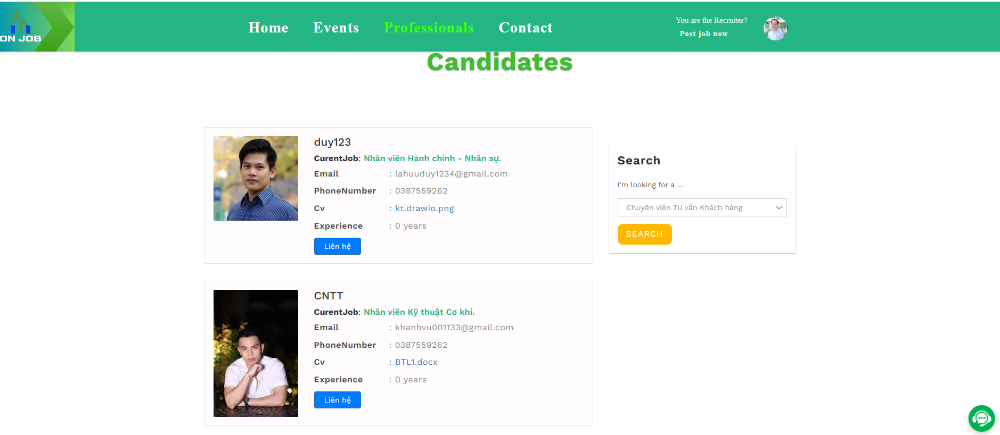 ON JOB
Home Events Professionals Contact
You are the Recruiter?
Post job now
Candidates
duy123
CurentJob: Nhân viên Hành chính - Nhân sự.
Email : lahuuduy1234@gmail.com
PhoneNumber : 0387559262
Cv : kt.drawio.png
Experience : 0 years
Liên hệ
Search
I'm looking for a ...
Chuyên viên Tư vấn Khách hàng
SEARCH
CNTT
CurentJob: Nhân viên Kỹ thuật Cơ khí.
Email : khanhvu001133@gmail.com
PhoneNumber : 0387559262
Cv : BTL1.docx
Experience : 0 years
Liên hệ